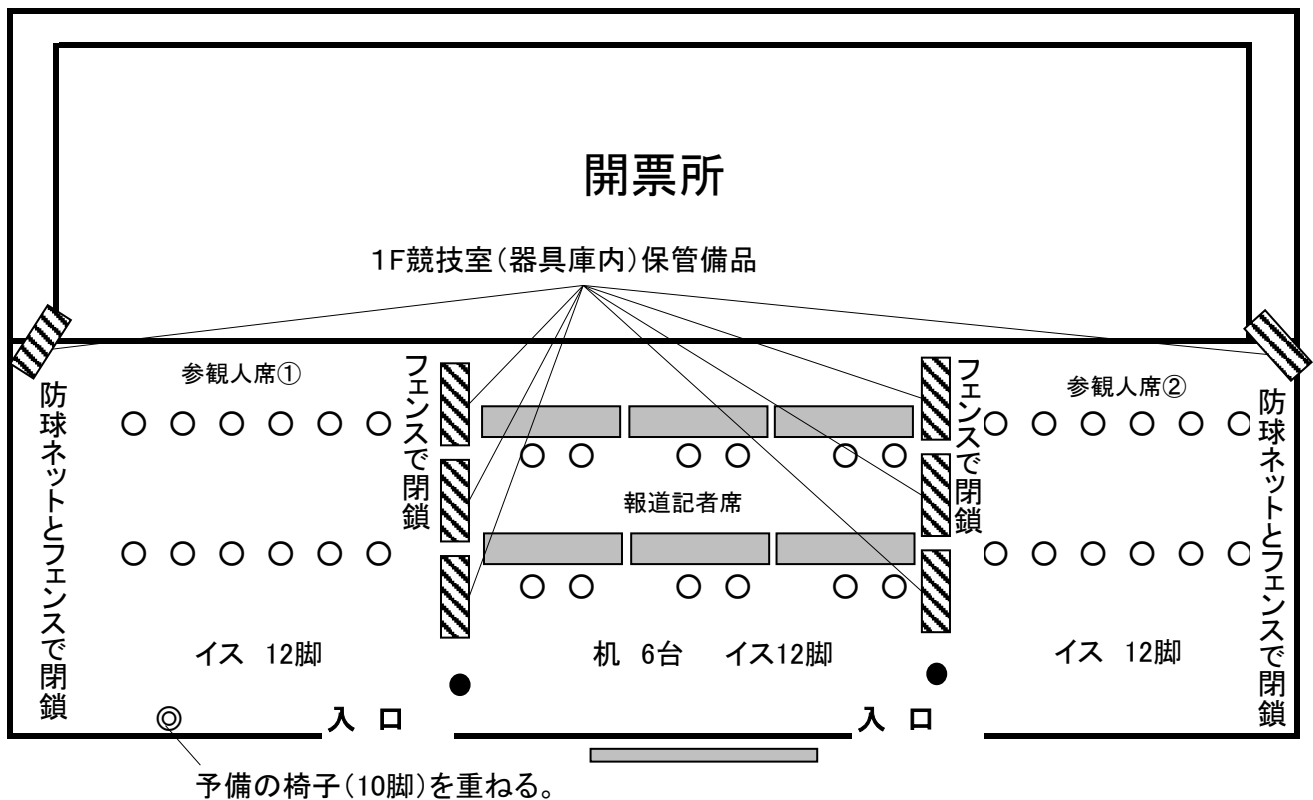 開票所
1F競技室(器具庫内)保管備品
参観人席①
フェンスで閉鎖
フェンスで閉鎖
参観人席②
防球ネットとフェンスで閉鎖
報道記者席
防球ネットとフェンスで閉鎖
イス 12脚
机 6台 イス12脚
イス 12脚
入 口
入 口
予備の椅子(10脚)を重ねる。